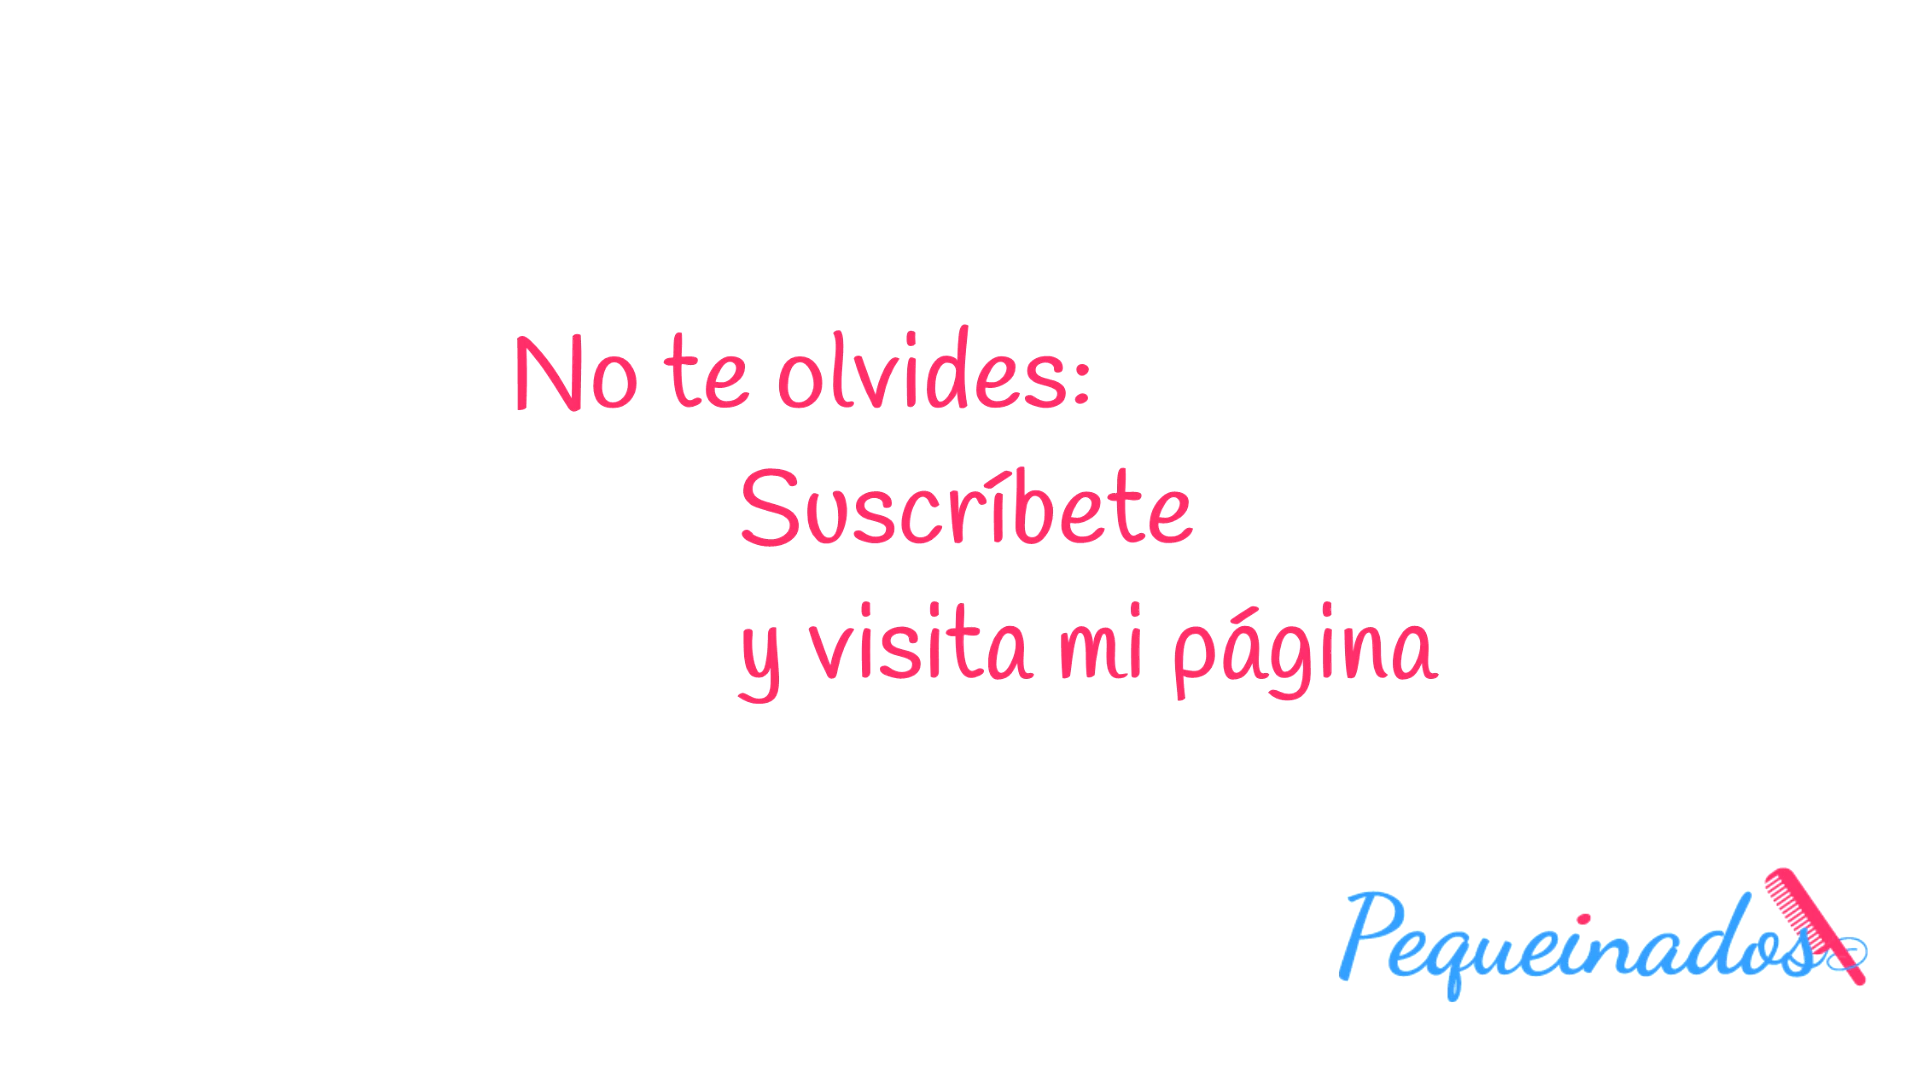 No te olvides:
Suscríbete
y visita mi página
Pequeinados